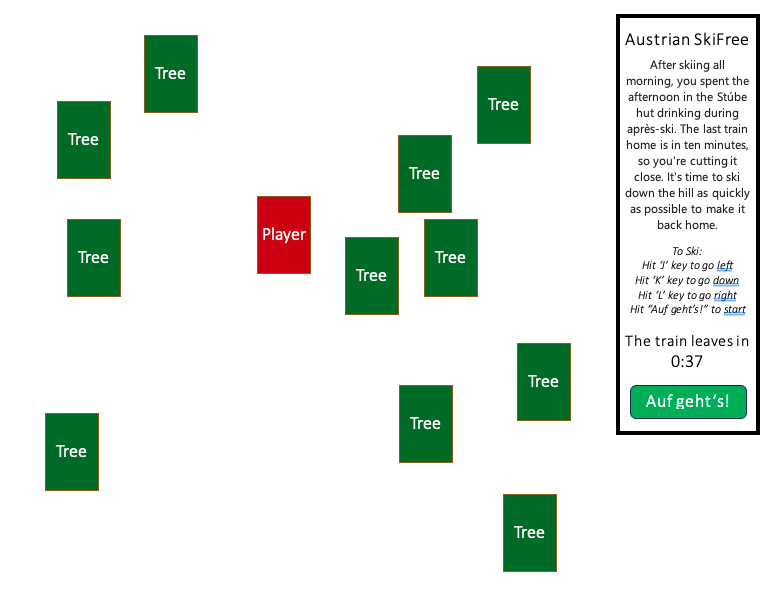 Tree
Tree
Tree
Tree
Player
Tree
Tree
Tree
Tree
Tree
Tree
Tree
Austrian SkiFree
After skiing all
morning, you spent the
afternoon in the Stúbe
hut drinking during
après-ski. The last train
home is in ten minutes,
so you're cutting it
close. It's time to ski
down the hill as quickly
as possible to make it
back home.
To Ski:
Hit ‘J’ key to go left
Hit ‘K’ key to go down
Hit ‘L’ key to go right
Hit “Auf geht’s!” to start
The train leaves in
0:37
Auf geht’s!